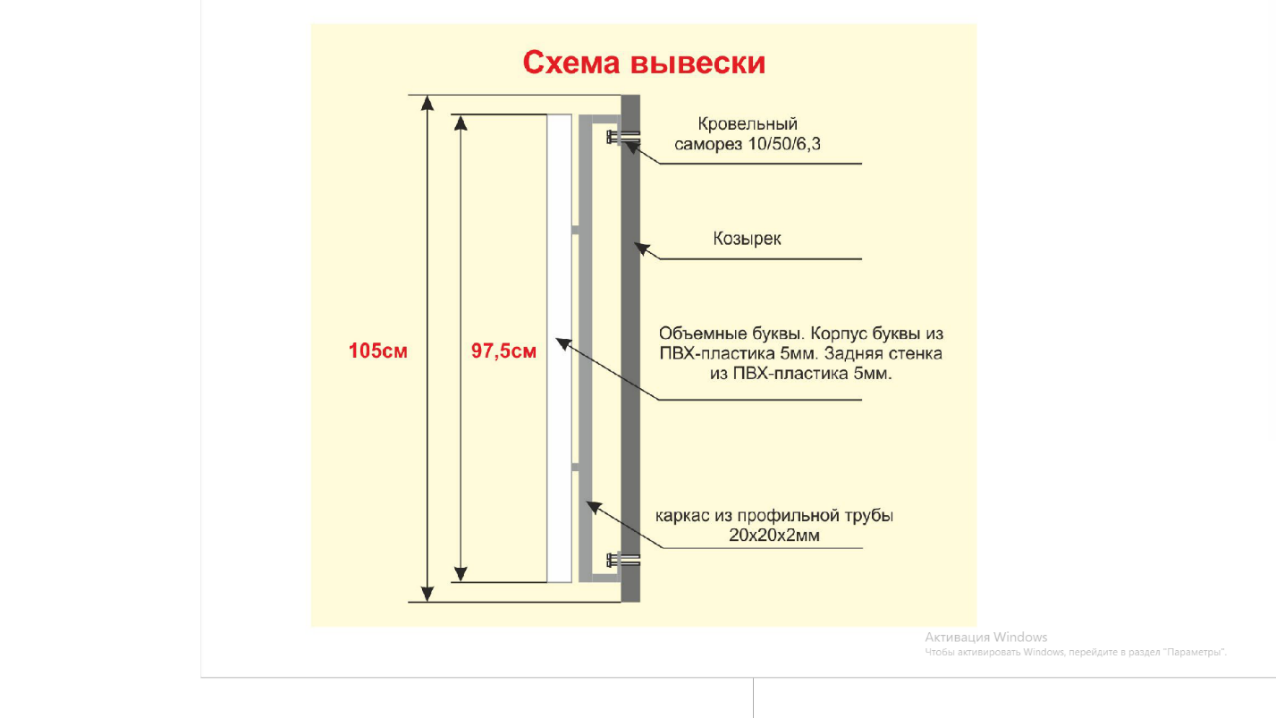 Схема вывески
Кровельный
саморез 10/50/6,3
Козырек
Объемные буквы. Корпус буквы из
ПВХ-пластика 5мм. Задняя стенка
из ПВХ-пластика 5мм.
105см
97,5см
каркас из профильной трубы
20х20х2мм
Активация Windows
Чтобы активировать Windows, перейдите в раздел "Параметры".